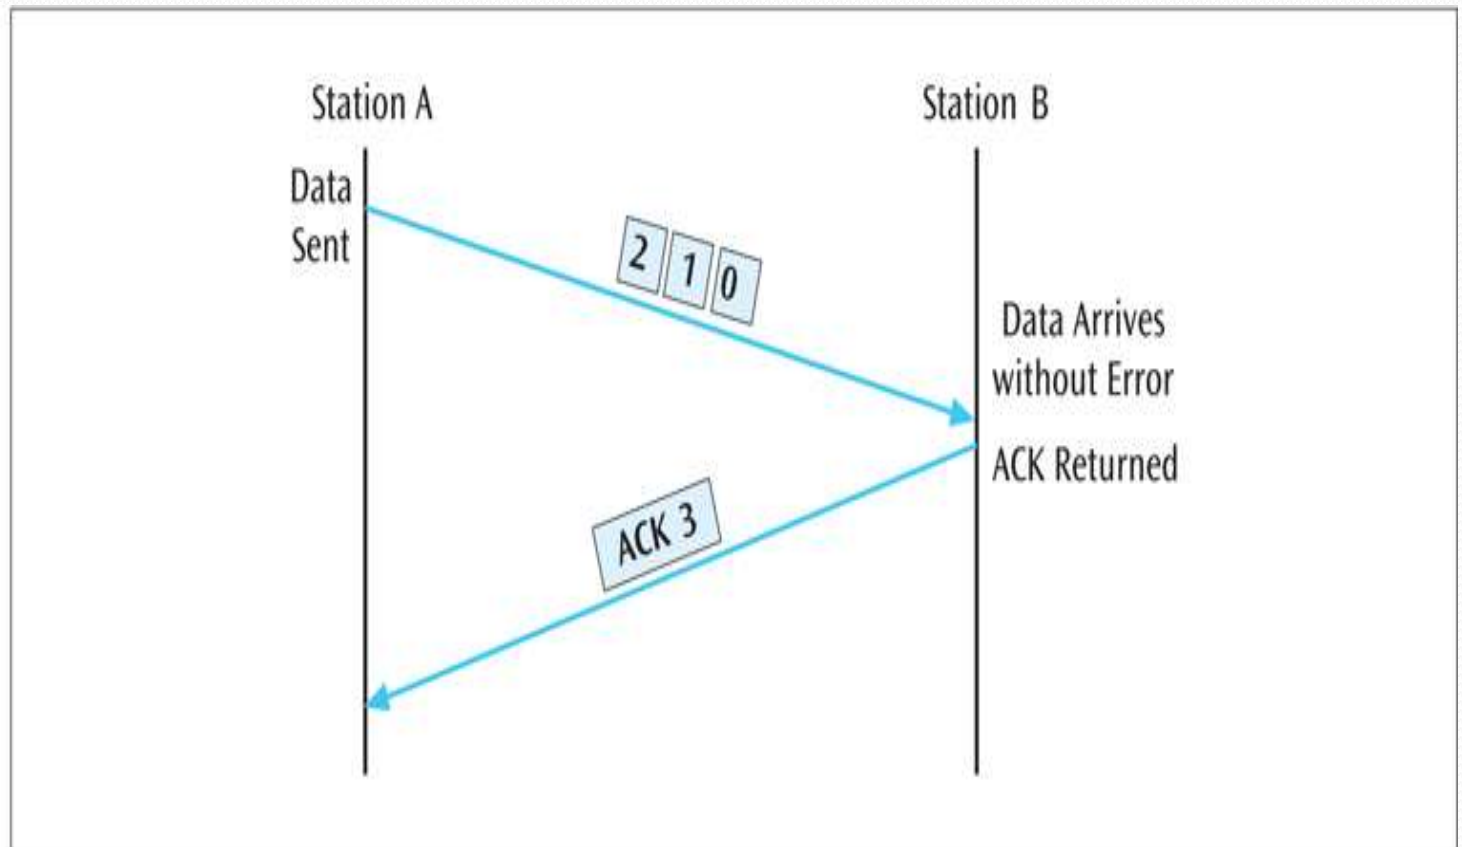 Station A
Station B
Data
Sent
2 1 0
Data Arrives
without Error
ACK Returned
ACK 3